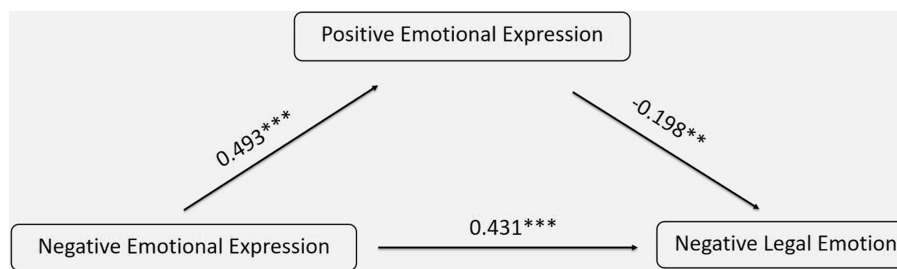 Positive Emotional Expression
0.493***
-0.198**
0.431***
Negative Emotional Expression
Negative Legal Emotion